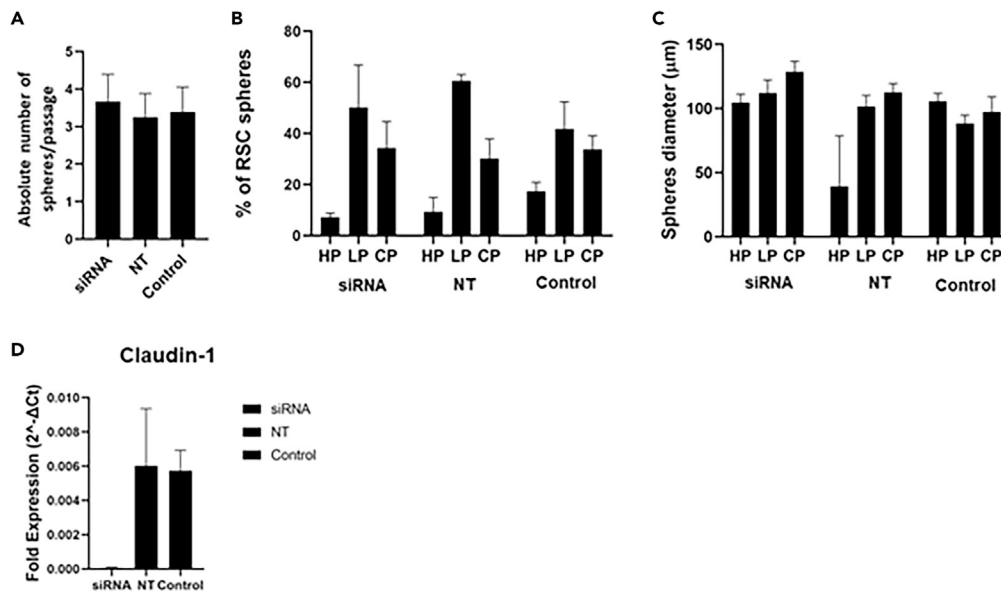 A
Absolute number of
spheres/passage
5
4
3
2
1
0
siRNA
NT
Control
B
% of RSC spheres
80
60
40
20
0
HP LP CP HP LP CP HP LP CP
siRNA NT Control
C
Spheres diameter (μm)
150
100
50
0
HP LP CP HP LP CP HP LP CP
siRNA NT Control
D
Claudin-1
Fold Expression (2^-ΔCt)
0.010
0.008
0.006
0.004
0.002
0.000
siRNA NT Control
siRNA
NT
Control